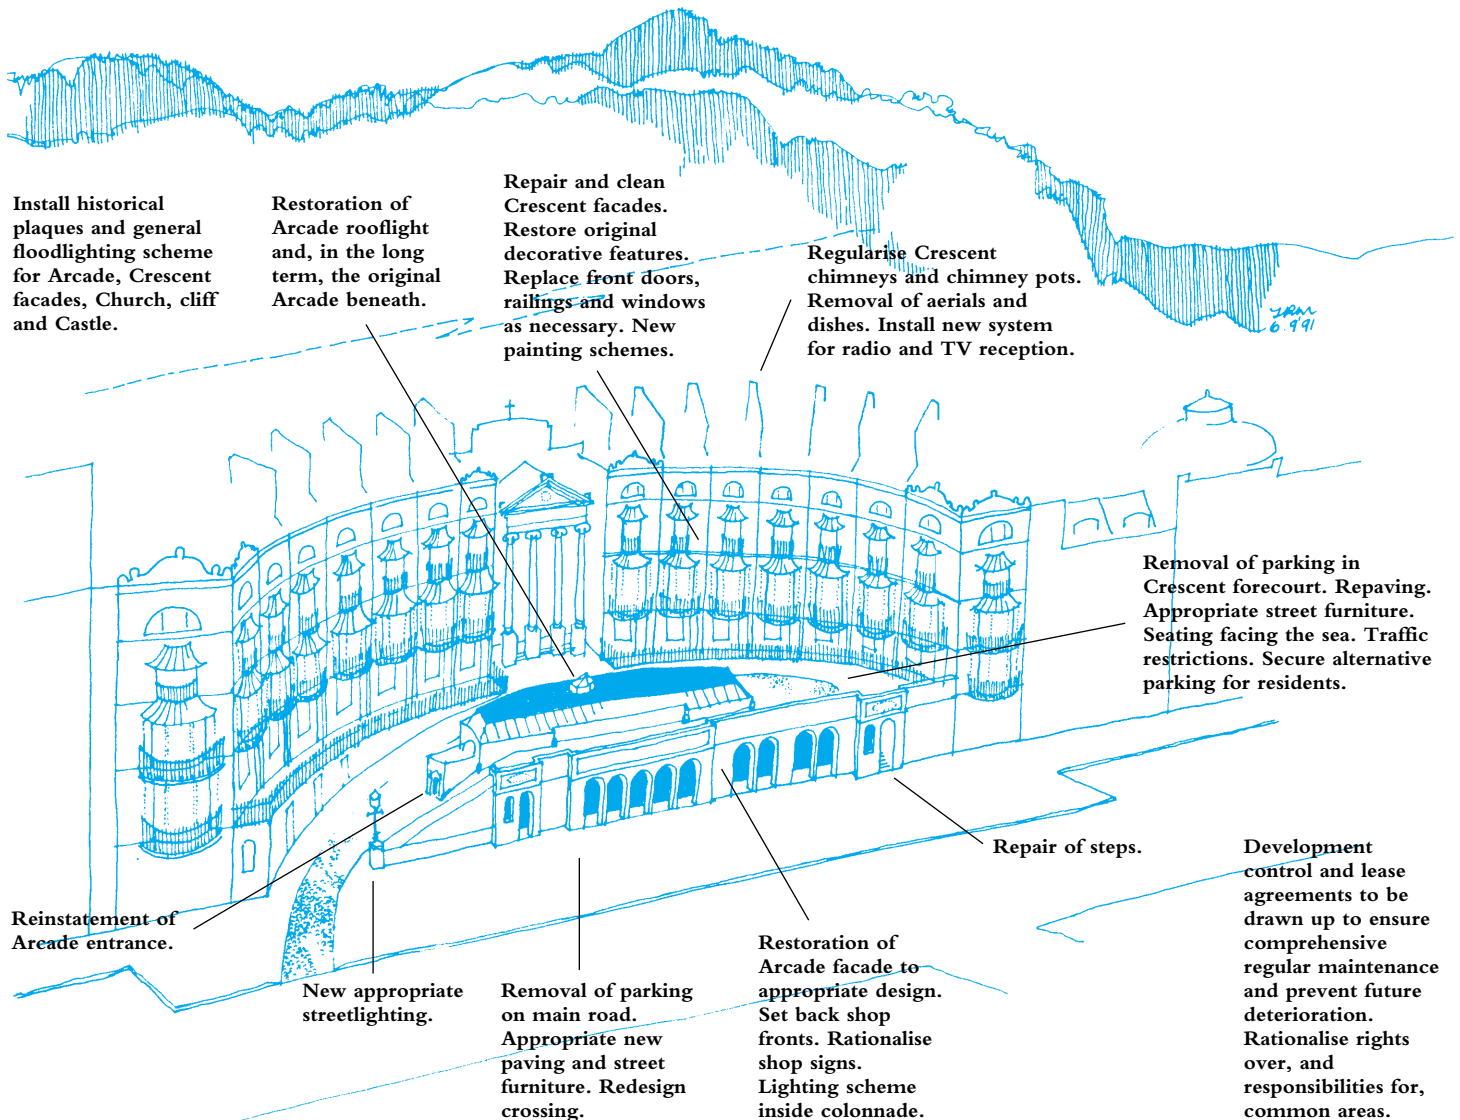 Install historical
plaques and general
floodlighting scheme
for Arcade, Crescent
facades, Church, cliff
and Castle.
Restoration of
Arcade rooflight
and, in the long
term, the original
Arcade beneath.
Repair and clean
Crescent facades.
Restore original
decorative features.
Replace front doors,
railings and windows
as necessary. New
painting schemes.
Regularise Crescent
chimneys and chimney pots.
Removal of aerials and
dishes. Install new system
for radio and TV reception.
6.9'91
Removal of parking in
Crescent forecourt. Repaving.
Appropriate street furniture.
Seating facing the sea. Traffic
restrictions. Secure alternative
parking for residents.
Repair of steps.
Development
control and lease
agreements to be
drawn up to ensure
comprehensive
regular maintenance
and prevent future
deterioration.
Rationalise rights
over, and
responsibilities for,
common areas.
Reinstatement of
Arcade entrance.
New appropriate
streetlighting.
Removal of parking
on main road.
Appropriate new
paving and street
furniture. Redesign
crossing.
Restoration of
Arcade facade to
appropriate design.
Set back shop
fronts. Rationalise
shop signs.
Lighting scheme
inside colonnade.